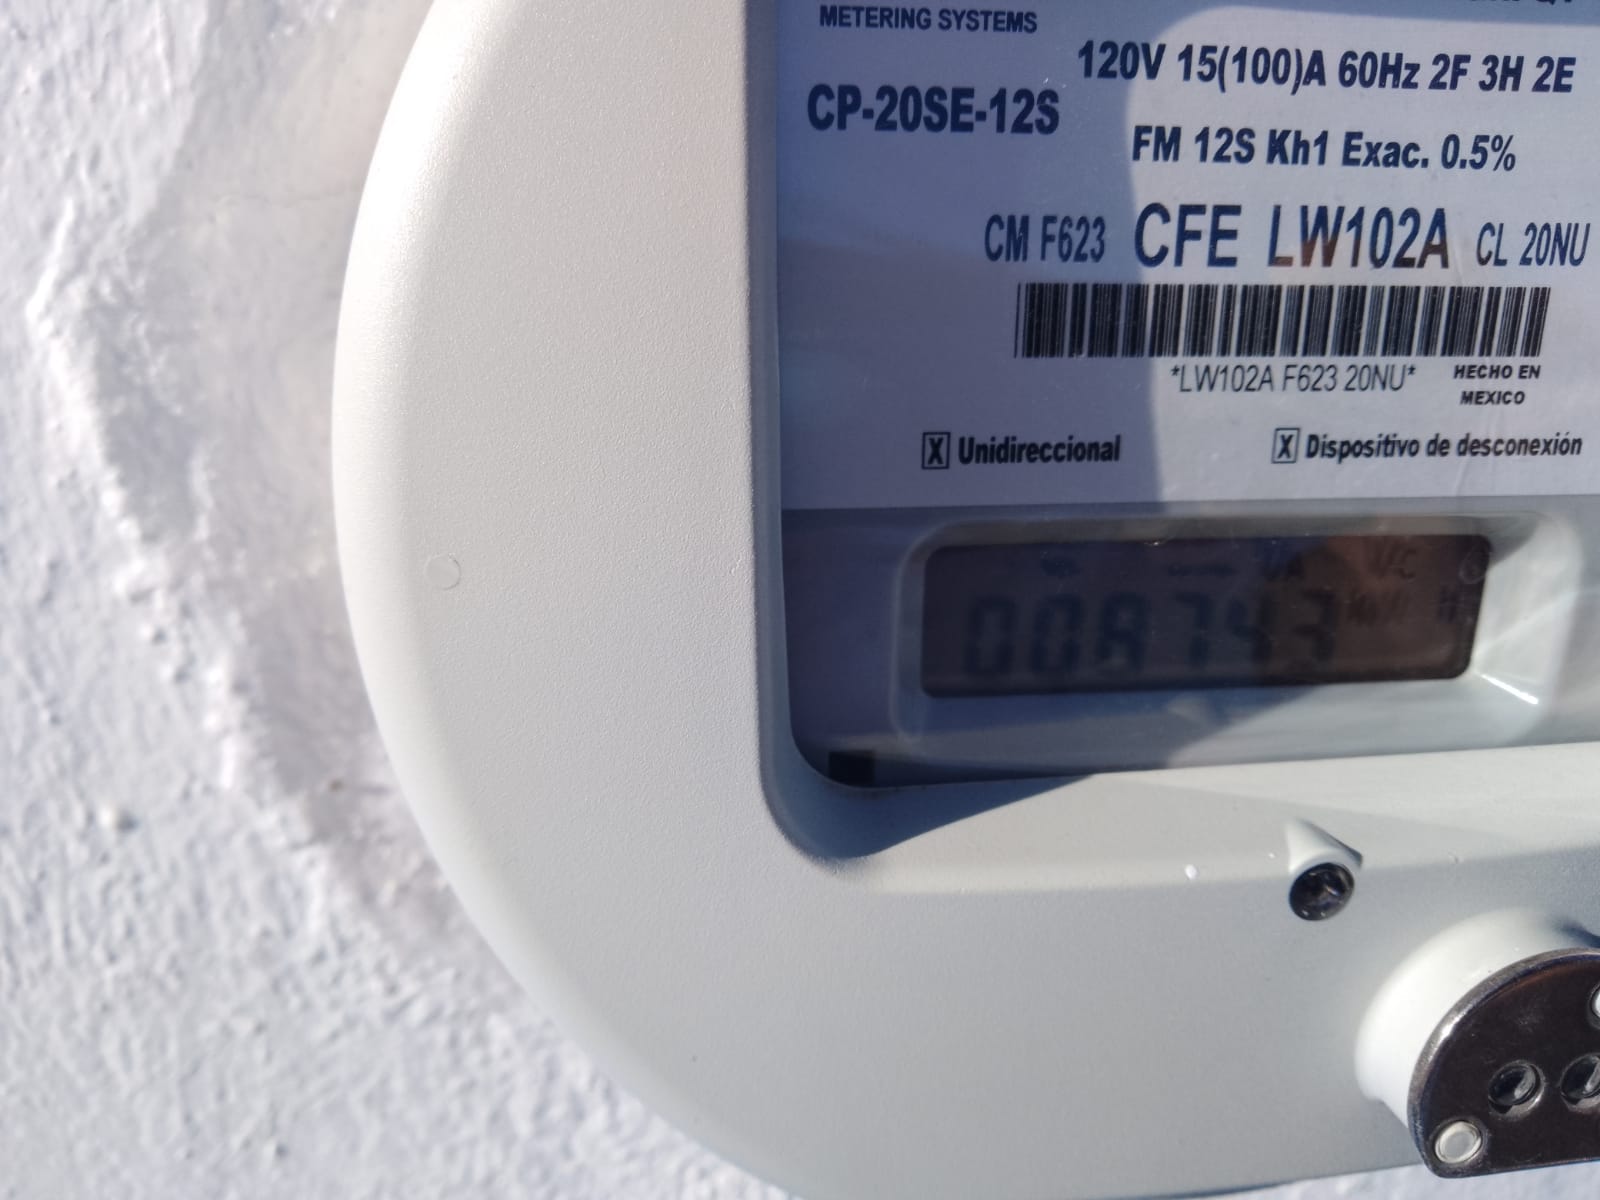 METERING SYSTEMS
120V 15(100)A 60Hz 2F 3H 2E
CP-20SE-12S
FM 12S Kh1 Exac. 0.5%
CM F623 CFE LW102A CL 20NU
*LW102A F623 20NU*
HECHO EN
MEXICO
X Unidireccional
X Dispositivo de desconexión
008743